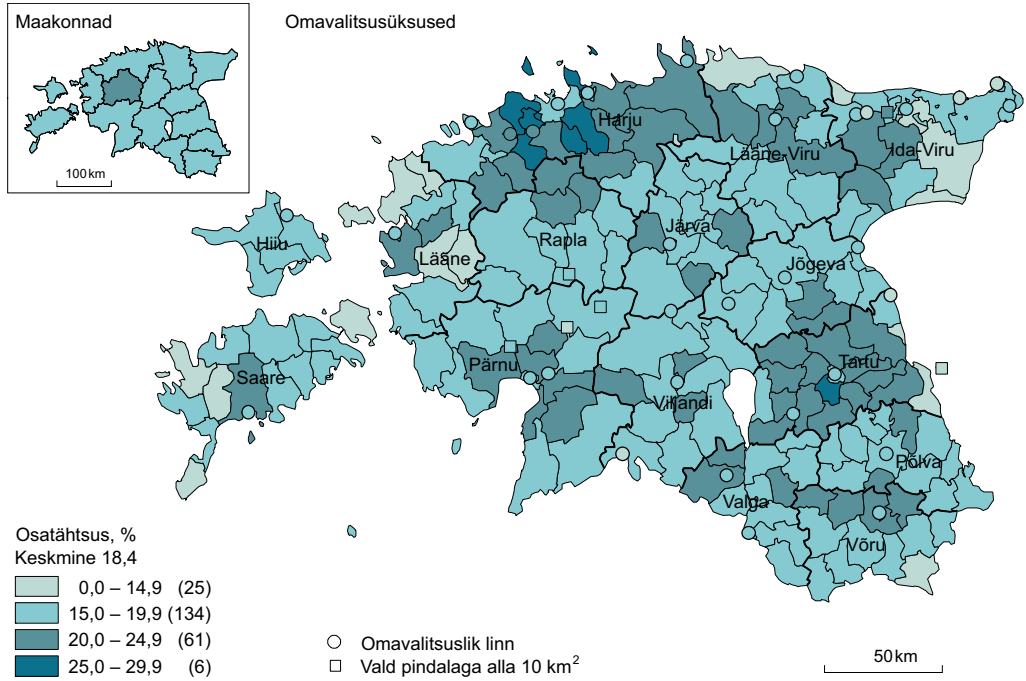 Maakonnad
100 km
Omavalitsusüksused
Harju
Lääne-Viru
Ida-Viru
Hiiu
Lääne
Rapla
Järva
Jõgeva
Saare
Pärnu
Viljandi
Tartu
Põlva
Valga
Võru
Osatähtsus, %
Keskmine 18,4
0,0 – 14,9 (25)
15,0 – 19,9 (134)
20,0 – 24,9 (61)
25,0 – 29,9 (6)
Omavalitsuslik linn
Vald pindalaga alla 10 km²
50 km